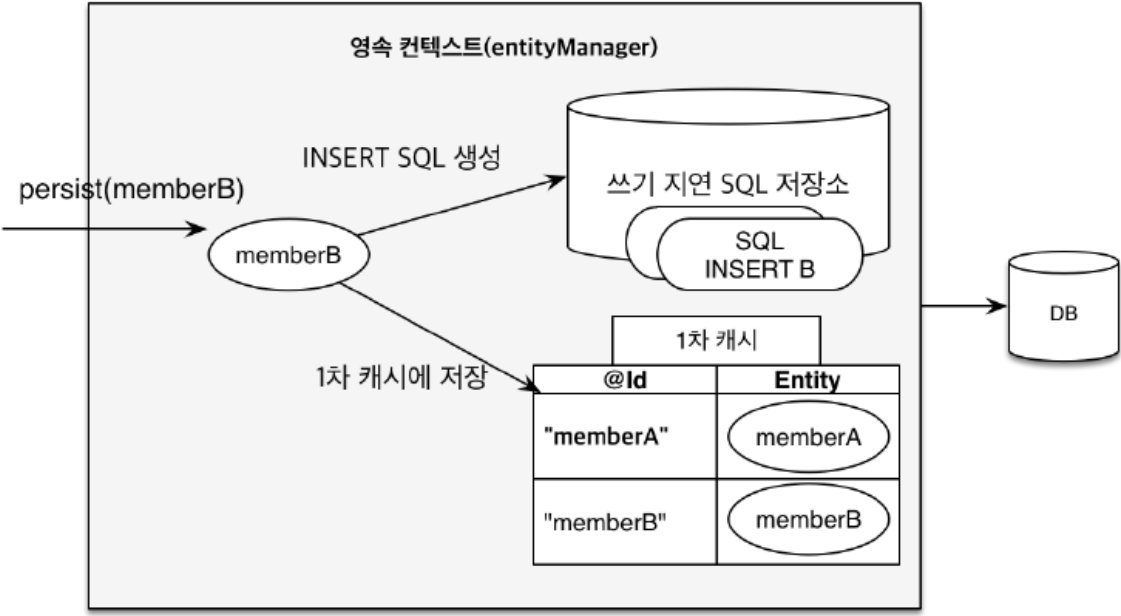 영속 컨텍스트(entityManager)
INSERT SQL 생성
persist(memberB)
쓰기 지연 SQL 저장소
memberB
SQL
INSERT B
DB
1차 캐시
1차 캐시에 저장
@Id Entity
"memberA" memberA
"memberB" memberB